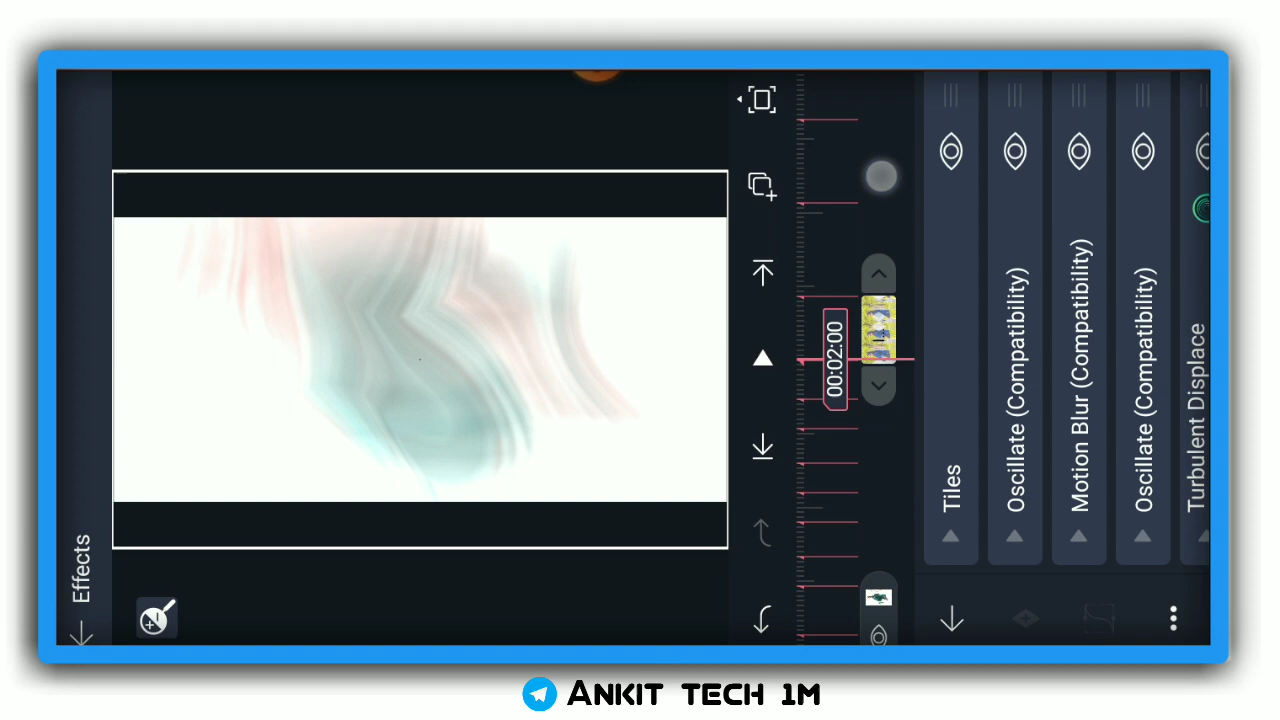 Effects
00:02:00
Tiles
Oscillate (Compatibility)
Motion Blur (Compatibility)
Oscillate (Compatibility)
Turbulent Displace
ANKIT TECH 1M